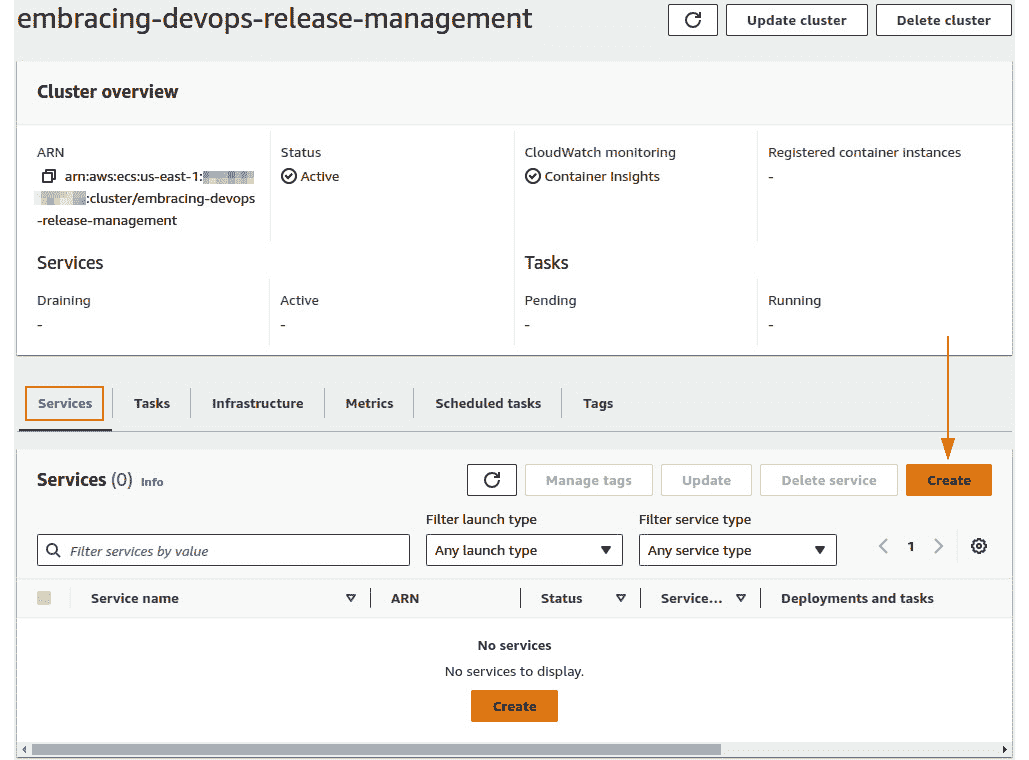 embracing-devops-release-management
Update cluster
Delete cluster
Cluster overview
ARN
arn:aws:ecs:us-east-1:
:cluster/embracing-devops
-release-management
Status
Active
CloudWatch monitoring
Container Insights
Registered container instances
-
Services
Tasks
Draining
-
Active
-
Pending
-
Running
-
Services
Tasks
Infrastructure
Metrics
Scheduled tasks
Tags
Services (0) Info
Manage tags
Update
Delete service
Create
Filter services by value
Filter launch type
Any launch type
Filter service type
Any service type
1
Service name
ARN
Status
Service...
Deployments and tasks
No services
No services to display.
Create